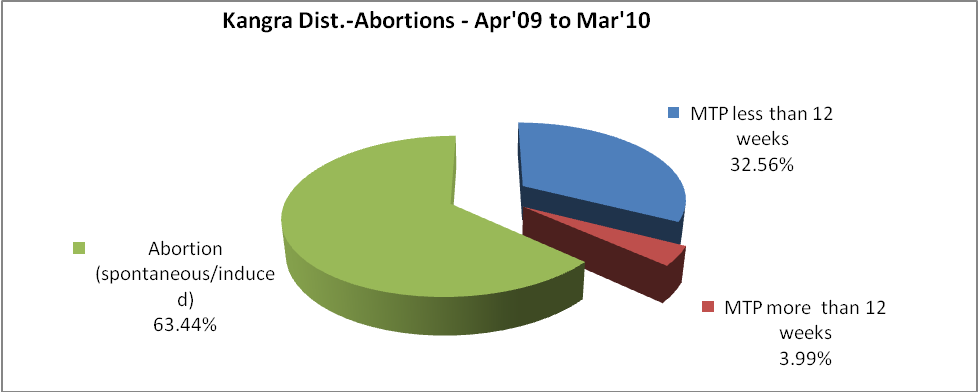 Kangra Dist.-Abortions - Apr'09 to Mar'10
MTP less than 12
weeks
32.56%
Abortion
(spontaneous/induce
d)
63.44%
MTP more than 12
weeks
3.99%